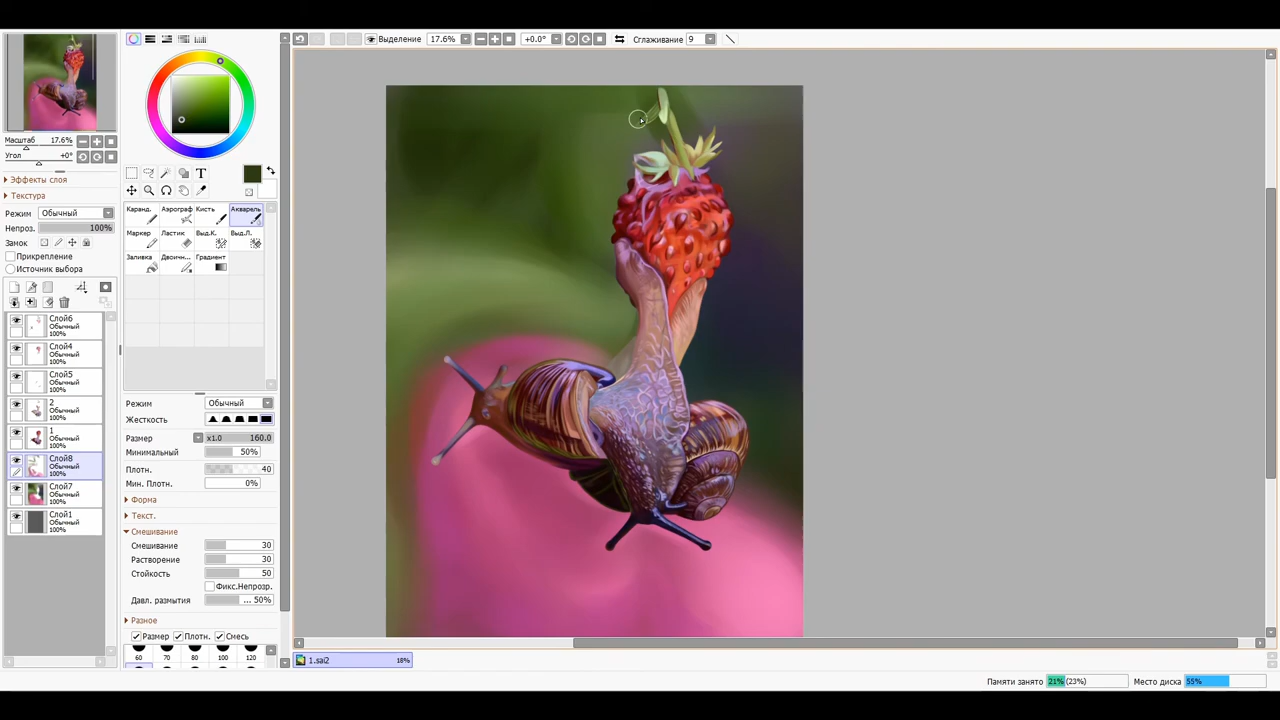 Выделение 17.6% +0.0° Сглаживание 9
Масштаб 17.6%
Угол +0°
Эффекты слоя
Текстура
Режим Обычный
Непроз. 100%
Замок
Прикрепление
Источник выбора
Слой6
Обычный
100%
Слой4
Обычный
100%
Слой5
Обычный
100%
2
Обычный
100%
1
Обычный
100%
Слой8
Обычный
100%
Слой7
Обычный
100%
Слой1
Обычный
100%
T
Каранд. Аэрограф Кисть Акварель
Маркер Ластик Выд.К. Выд.Л.
Заливка Двоичн... Градиент
Режим Обычный
Жесткость
Размер x1.0 160.0
Минимальный 50%
Плотн. 40
Мин. Плотн. 0%
Форма
Текст.
Смешивание
Смешивание 30
Растворение 30
Стойкость 50
Фикс.Непрозр.
Давл. размытия ... 50%
Разное
Размер Плотн. Смесь
60 70 80 100 120
1.sai2 18%
Памяти занято 21% (23%) Место диска 55%